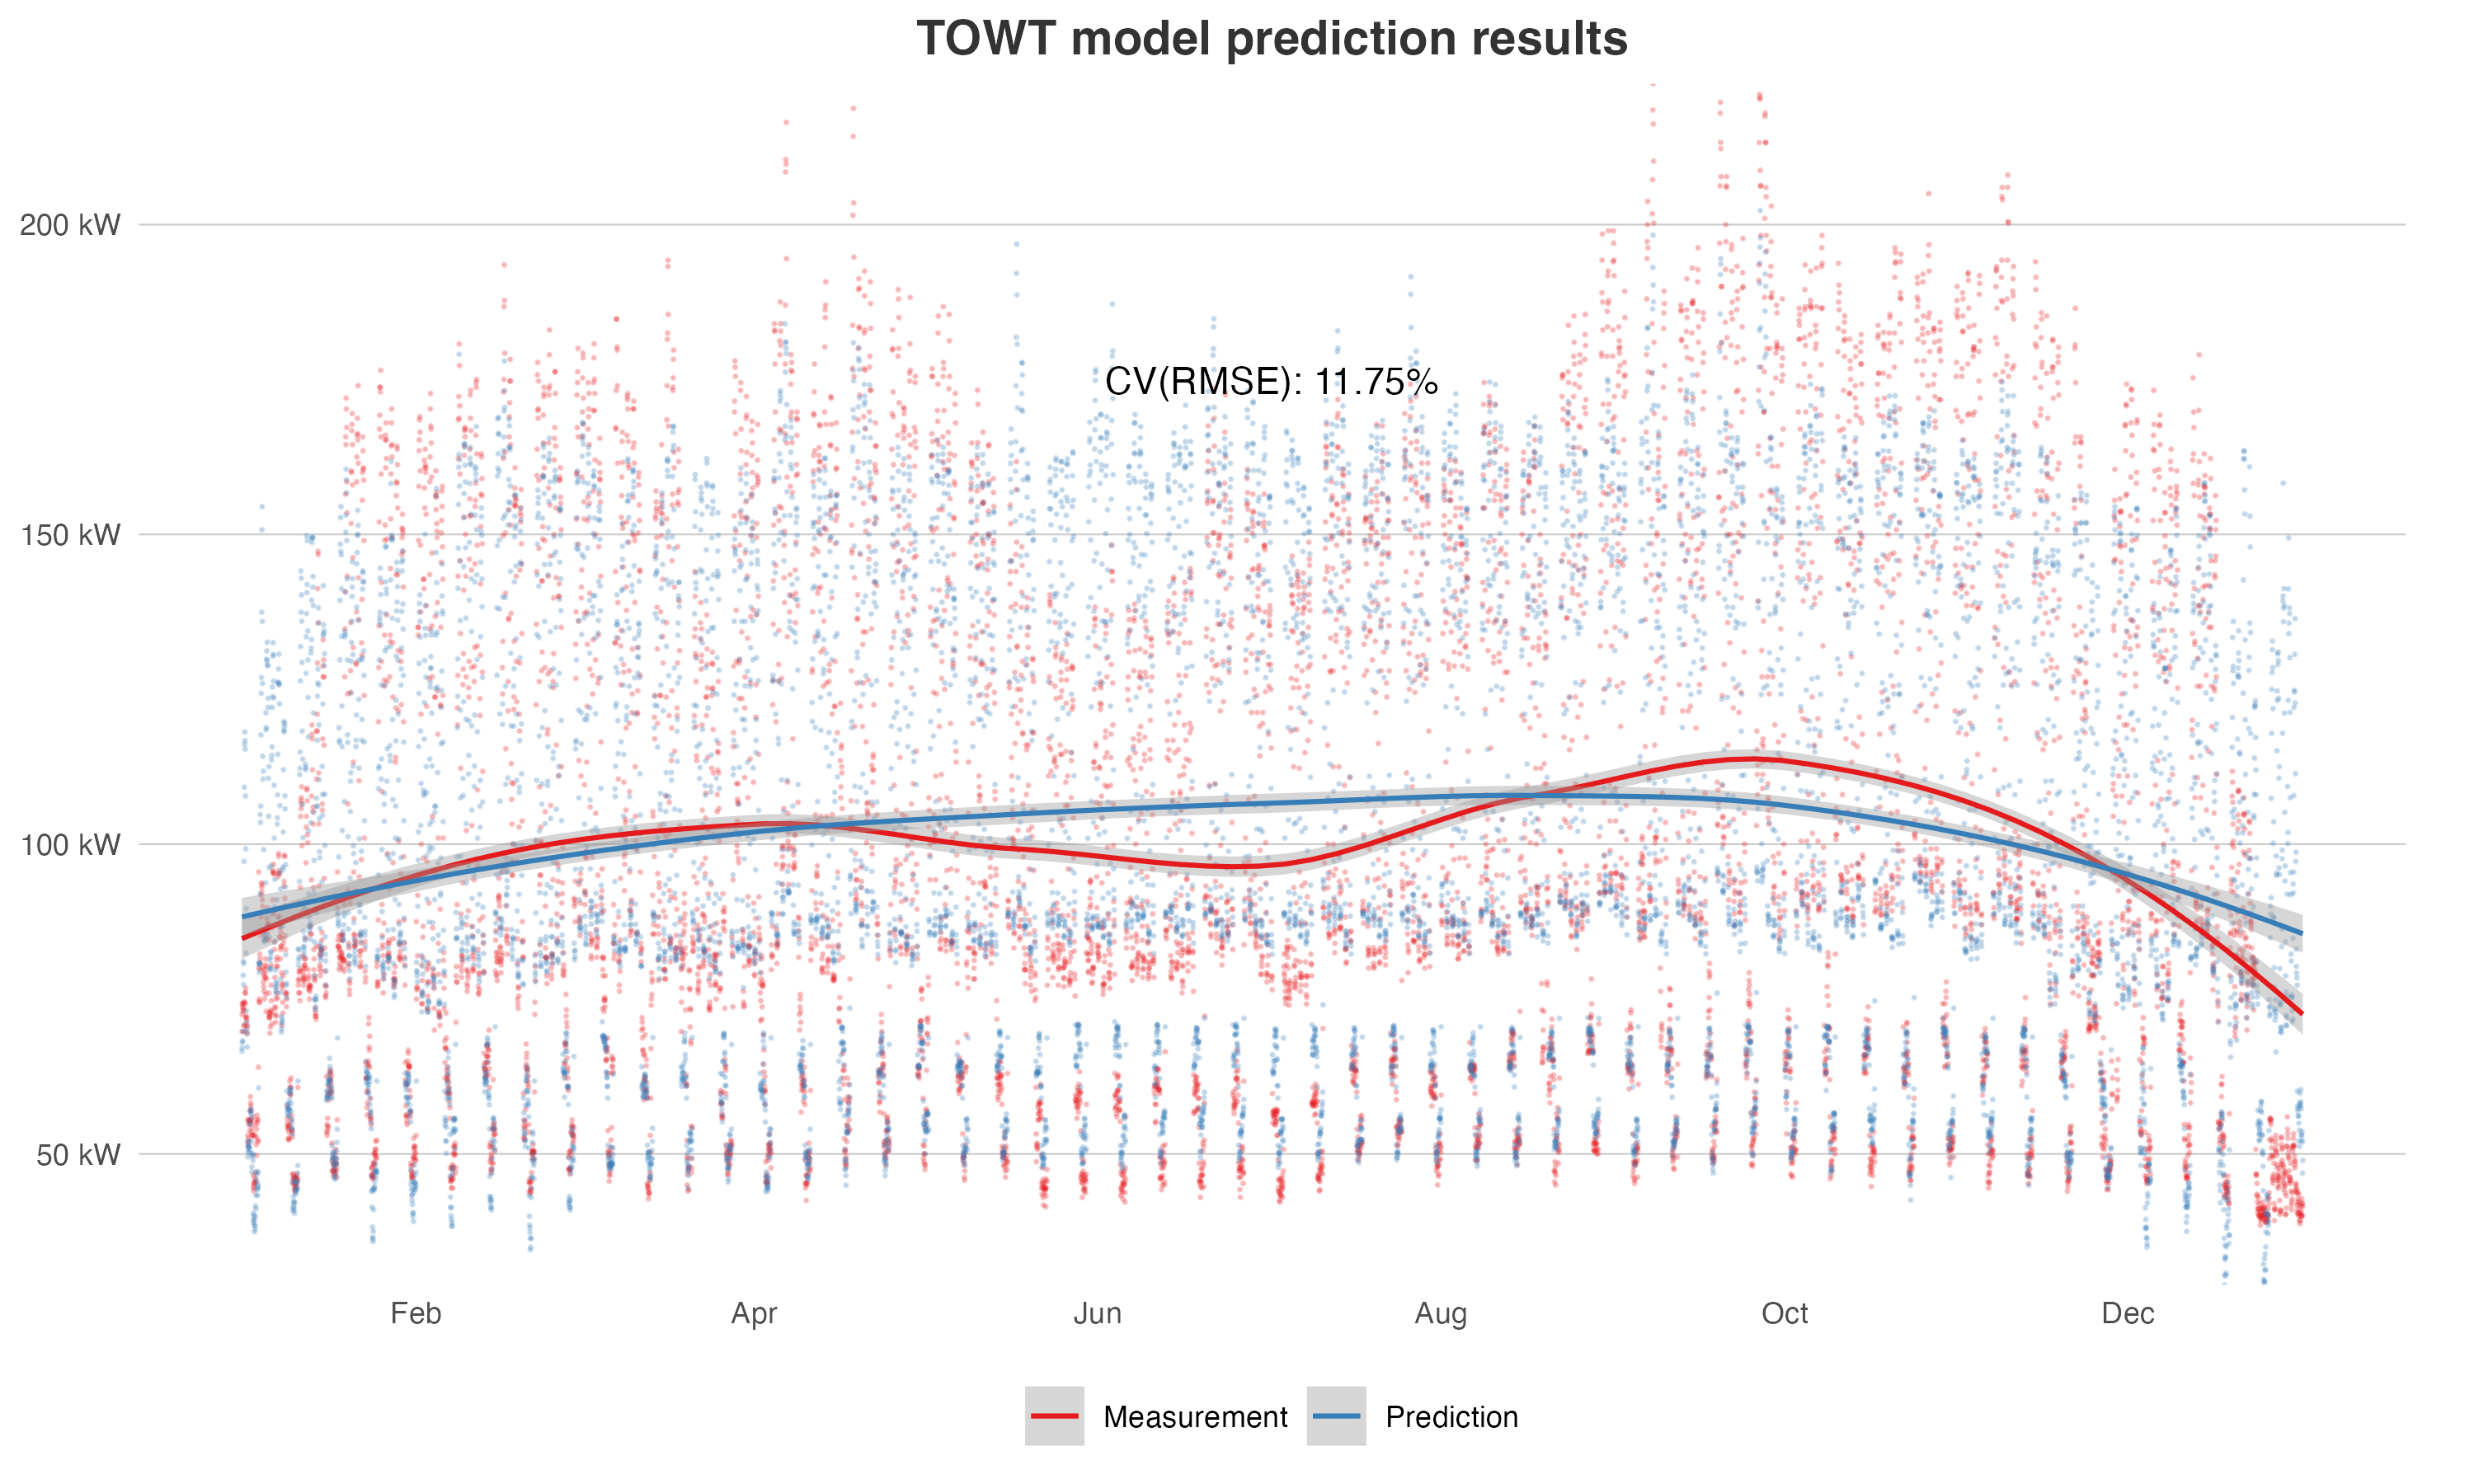 TOWT model prediction results
200 kW
150 kW
100 kW
50 kW
CV(RMSE): 11.75%
Feb Apr Jun Aug Oct Dec
Measurement Prediction